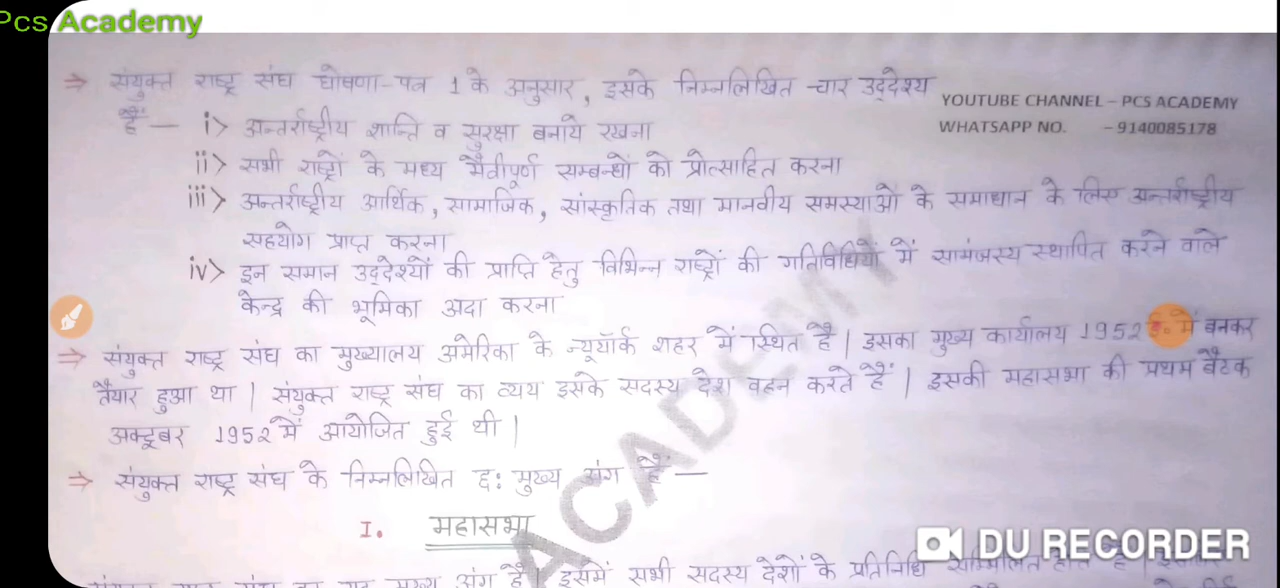 Pcs Academy
⇒ संयुक्त राष्ट्र संघ घोषणा-पत्र 1 के अनुसार, इसके निम्नलिखित चार उद्देश्य
YOUTUBE CHANNEL – PCS ACADEMY
हैं — i> अन्तर्राष्ट्रीय शान्ति व सुरक्षा बनाये रखना
WHATSAPP NO. – 9140085178
ii> सभी राष्ट्रों के मध्य मैत्रीपूर्ण सम्बन्धों को प्रोत्साहित करना
iii> अन्तर्राष्ट्रीय आर्थिक, सामाजिक, सांस्कृतिक तथा मानवीय समस्याओं के समाधान के लिए अन्तर्राष्ट्रीय
सहयोग प्राप्त करना
iv> इन समान उद्देश्यों की प्राप्ति हेतु विभिन्न राष्ट्रों की गतिविधियों में सामंजस्य स्थापित करने वाले
केन्द्र की भूमिका अदा करना
⇒ संयुक्त राष्ट्र संघ का मुख्यालय अमेरिका के न्यूयॉर्क शहर में स्थित है | इसका मुख्य कार्यालय 1952 ई. में बनकर
तैयार हुआ था | संयुक्त राष्ट्र संघ का व्यय इसके सदस्य देश वहन करते हैं | इसकी महासभा की प्रथम बैठक
अक्टूबर 1952 में आयोजित हुई थी |
⇒ संयुक्त राष्ट्र संघ के निम्नलिखित छ: मुख्य अंग हैं —
I. महासभा
ACADEMY
DU RECORDER
मुख्य अंग है | इसमें सभी सदस्य देशों के प्रतिनिधि सम्मिलित होते हैं |